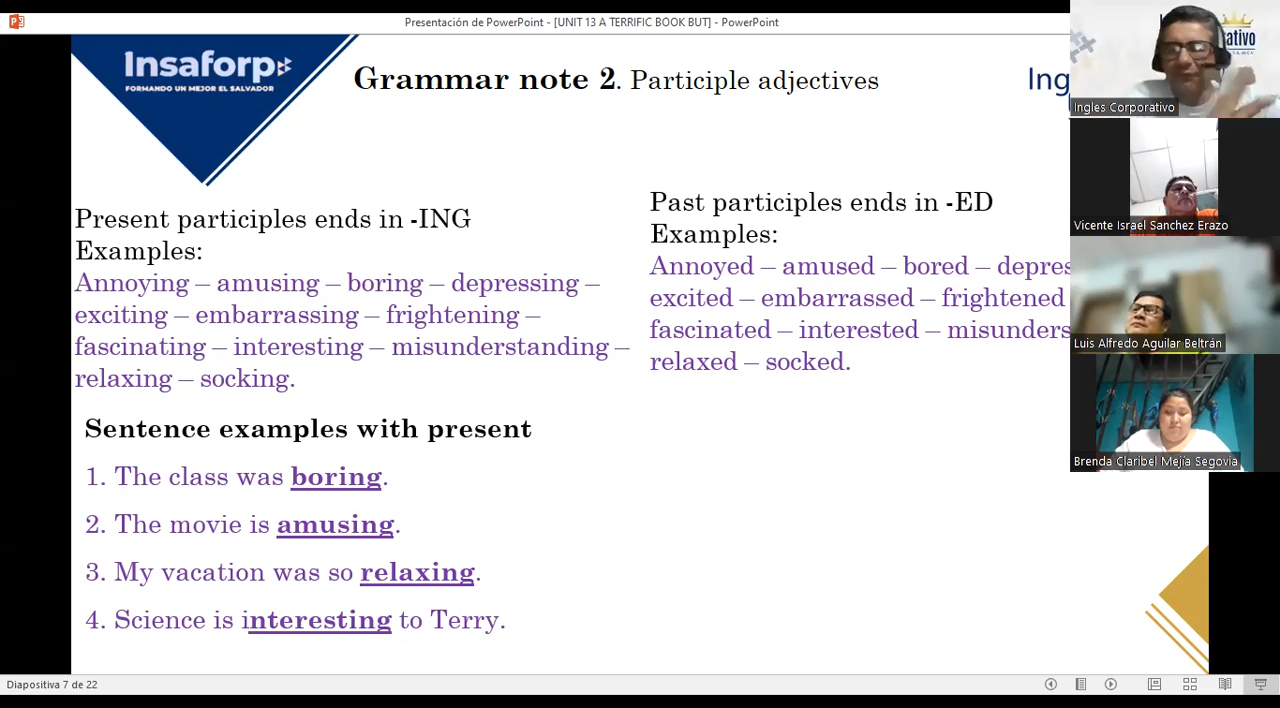 Presentación de PowerPoint - [UNIT 13 A TERRIFIC BOOK BUT] - PowerPoint
Insaforp
FORMANDO UN MEJOR EL SALVADOR
Grammar note 2. Participle adjectives
Ing
Present participles ends in -ING
Examples:
Annoying – amusing – boring – depressing –
exciting – embarrassing – frightening –
fascinating – interesting – misunderstanding –
relaxing – socking.
Past participles ends in -ED
Examples:
Annoyed – amused – bored – depres
excited – embarrassed – frightened
fascinated – interested – misunders
relaxed – socked.
Sentence examples with present
1. The class was boring.
2. The movie is amusing.
3. My vacation was so relaxing.
4. Science is interesting to Terry.
Ingles Corporativo
Vicente Israel Sanchez Erazo
Luis Alfredo Aguilar Beltrán
Brenda Claribel Mejía Segovia
Diapositiva 7 de 22